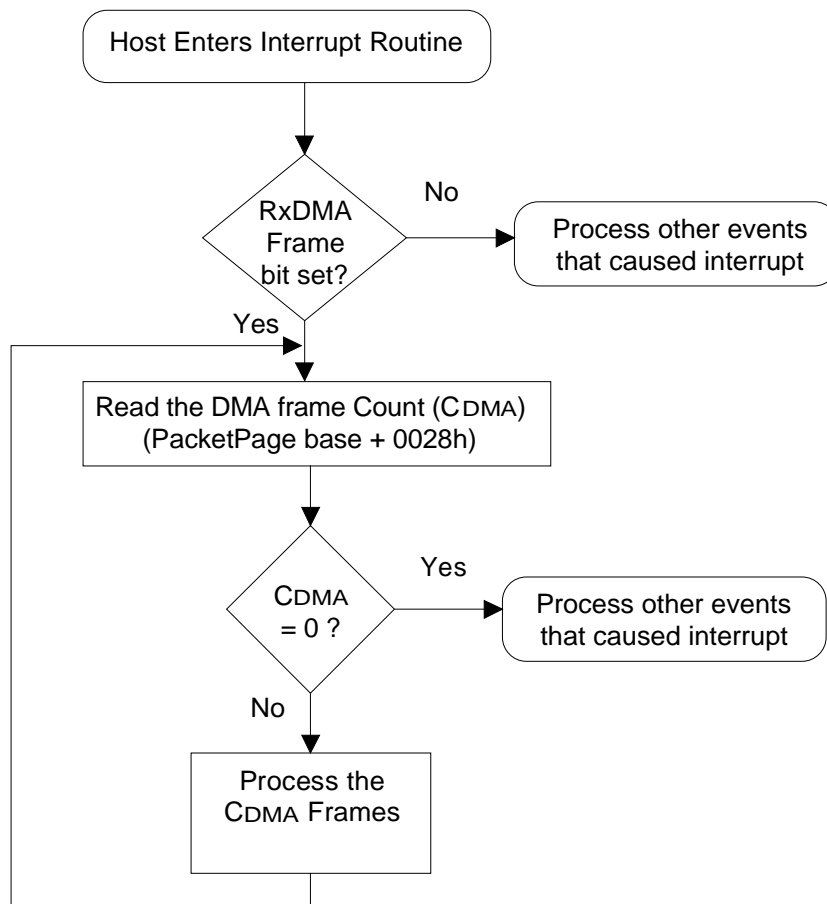 Host Enters Interrupt Routine
RxDMA
Frame
bit set?
No
Process other events
that caused interrupt
Yes
Read the DMA frame Count (CDMA)
(PacketPage base + 0028h)
CDMA
= 0 ?
Yes
Process other events
that caused interrupt
No
Process the
CDMA Frames